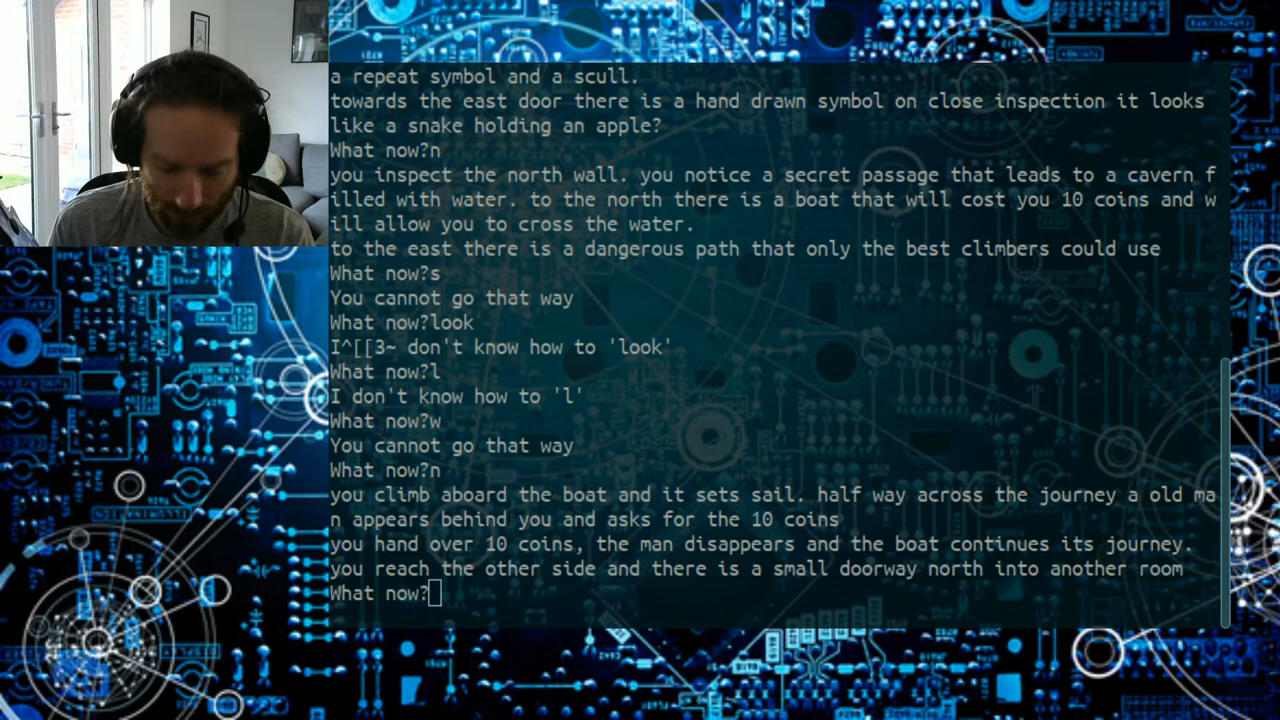 a repeat symbol and a scull.
towards the east door there is a hand drawn symbol on close inspection it looks
like a snake holding an apple?
What now?n
you inspect the north wall. you notice a secret passage that leads to a cavern f
illed with water. to the north there is a boat that will cost you 10 coins and w
ill allow you to cross the water.
to the east there is a dangerous path that only the best climbers could use
What now?s
You cannot go that way
What now?look
I^[[3~ don't know how to 'look'
What now?l
I don't know how to 'l'
What now?w
You cannot go that way
What now?n
you climb aboard the boat and it sets sail. half way across the journey a old ma
n appears behind you and asks for the 10 coins
you hand over 10 coins, the man disappears and the boat continues its journey.
you reach the other side and there is a small doorway north into another room
What now?